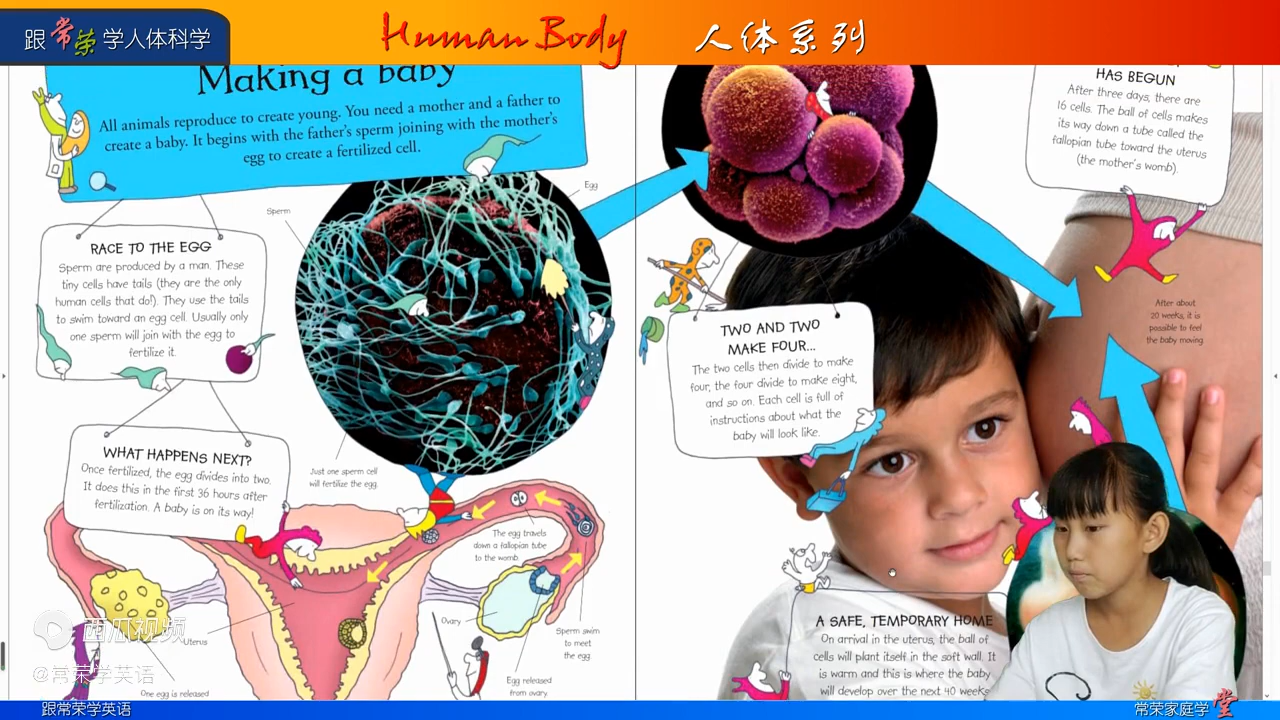 跟常荣学人体科学
Human Body
人体系列
Making a baby
All animals reproduce to create young. You need a mother and a father to
create a baby. It begins with the father's sperm joining with the mother's
egg to create a fertilized cell.
Egg
Sperm
RACE TO THE EGG
Sperm are produced by a man. These
tiny cells have tails (they are the only
human cells that do!). They use the tails
to swim toward an egg cell. Usually only
one sperm will join with the egg to
fertilize it.
WHAT HAPPENS NEXT?
Once fertilized, the egg divides into two.
It does this in the first 36 hours after
fertilization. A baby is on its way!
Just one sperm cell
will fertilize the egg.
The egg travels
down a fallopian tube
to the womb.
Ovary
Uterus
Sperm swim
to meet
the egg.
One egg is released
Egg released
from ovary.
HAS BEGUN
After three days, there are
16 cells. The ball of cells makes
its way down a tube called the
fallopian tube toward the uterus
(the mother's womb).
TWO AND TWO
MAKE FOUR...
The two cells then divide to make
four, the four divide to make eight,
and so on. Each cell is full of
instructions about what the
baby will look like.
After about
20 weeks, it is
possible to feel
the baby moving.
A SAFE, TEMPORARY HOME
On arrival in the uterus, the ball of
cells will plant itself in the soft wall. It
is warm and this is where the baby
will develop over the next 40 weeks
西瓜视频
@常荣学英语
跟常荣学英语
常荣家庭学堂